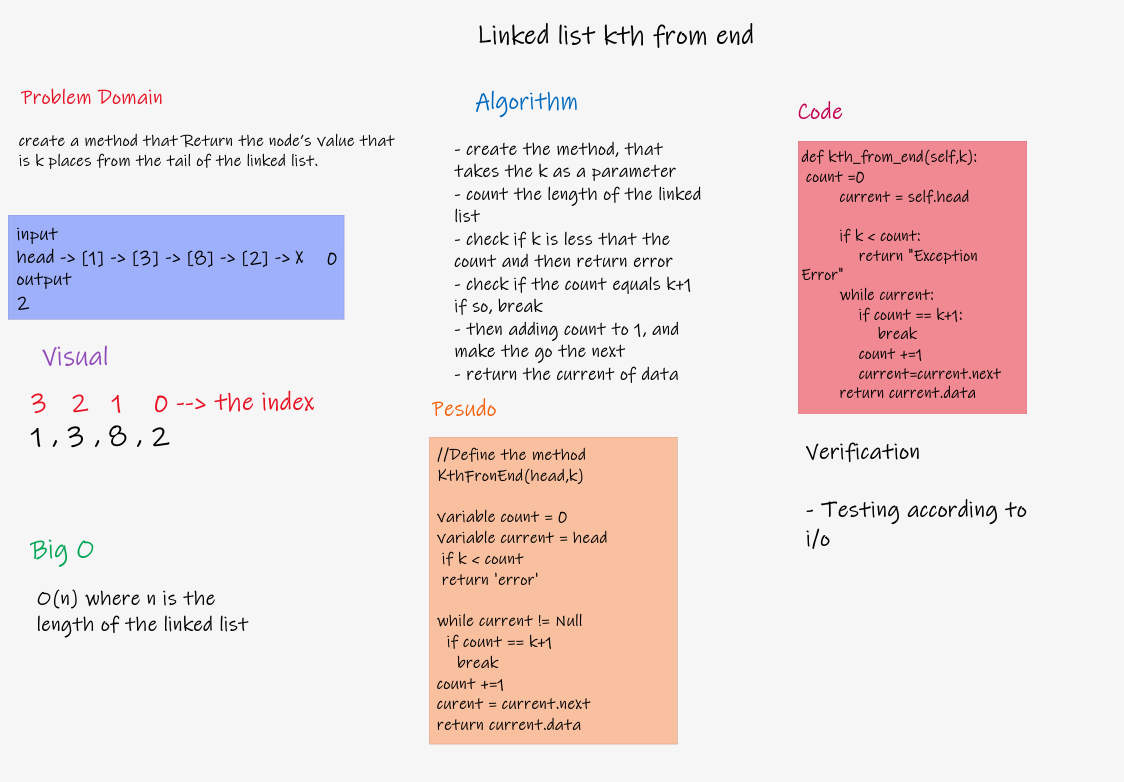 Linked list kth from end
Problem Domain
create a method that Return the node's value that
is k places from the tail of the linked list.
input
head -> [1] -> [3] -> [8] -> [2] -> X 0
output
2
Visual
3 2 1 0 --> the index
1 , 3 , 8 , 2
Big O
O(n) where n is the
length of the linked list
Algorithm
- create the method, that
takes the k as a parameter
- count the length of the linked
list
- check if k is less that the
count and then return error
- check if the count equals k+1
if so, break
- then adding count to 1, and
make the go the next
- return the current of data
Pesudo
//Define the method
KthFronEnd(head,k)
variable count = 0
variable current = head
if k < count
return 'error'
while current != Null
if count == k+1
break
count +=1
curent = current.next
return current.data
Code
def kth_from_end(self,k):
count =0
current = self.head
if k < count:
return "Exception
Error"
while current:
if count == k+1:
break
count +=1
current=current.next
return current.data
Verification
- Testing according to
i/o